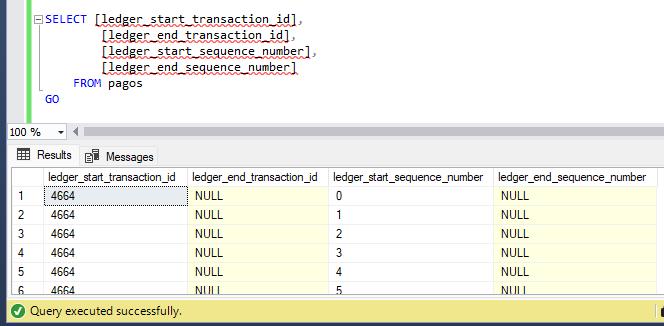 SELECT [ledger_start_transaction_id],
[ledger_end_transaction_id],
[ledger_start_sequence_number],
[ledger_end_sequence_number]
FROM pagos
GO
100 %
Results Messages
ledger_start_transaction_id ledger_end_transaction_id ledger_start_sequence_number ledger_end_sequence_number
1 4664 NULL 0 NULL
2 4664 NULL 1 NULL
3 4664 NULL 2 NULL
4 4664 NULL 3 NULL
5 4664 NULL 4 NULL
6 4664 NULL 5 NULL
Query executed successfully.